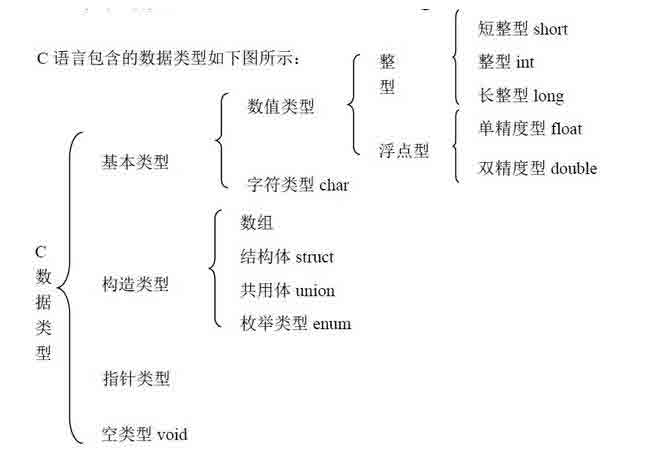 C 语言包含的数据类型如下图所示：
C数据类型
基本类型
数值类型
整型
短整型 short
整型 int
长整型 long
浮点型
单精度型 float
双精度型 double
字符类型 char
构造类型
数组
结构体 struct
共用体 union
枚举类型 enum
指针类型
空类型 void